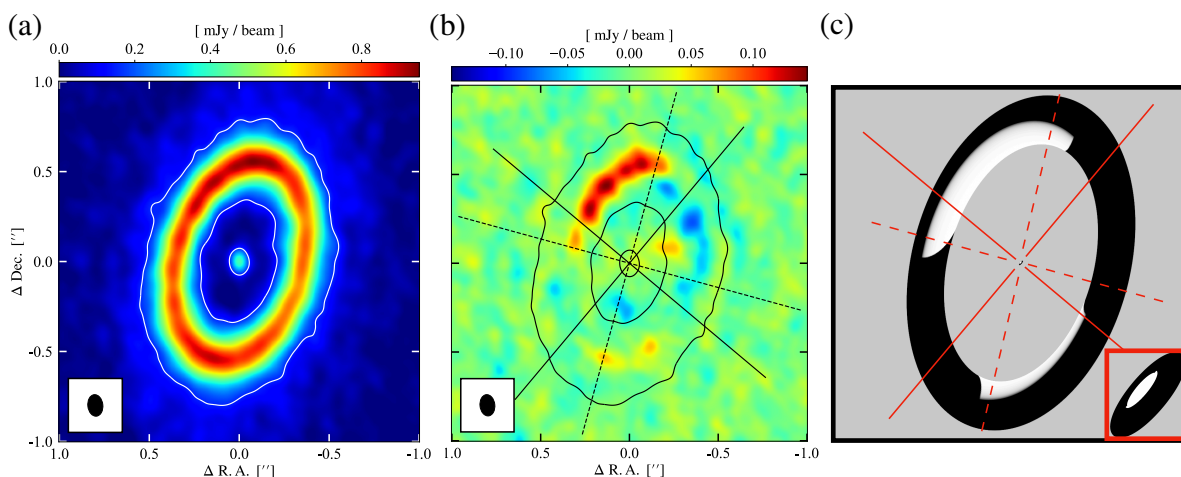 (a)
[ mJy / beam ]
0.0 0.2 0.4 0.6 0.8
1.0
0.5
0.0
-0.5
-1.0
Δ Dec. ['']
1.0 0.5 0.0 -0.5 -1.0
Δ R. A. ['']
(b)
[ mJy / beam ]
−0.10 −0.05 0.00 0.05 0.10
1.0 0.5 0.0 -0.5 -1.0
Δ R. A. ['']
(c)